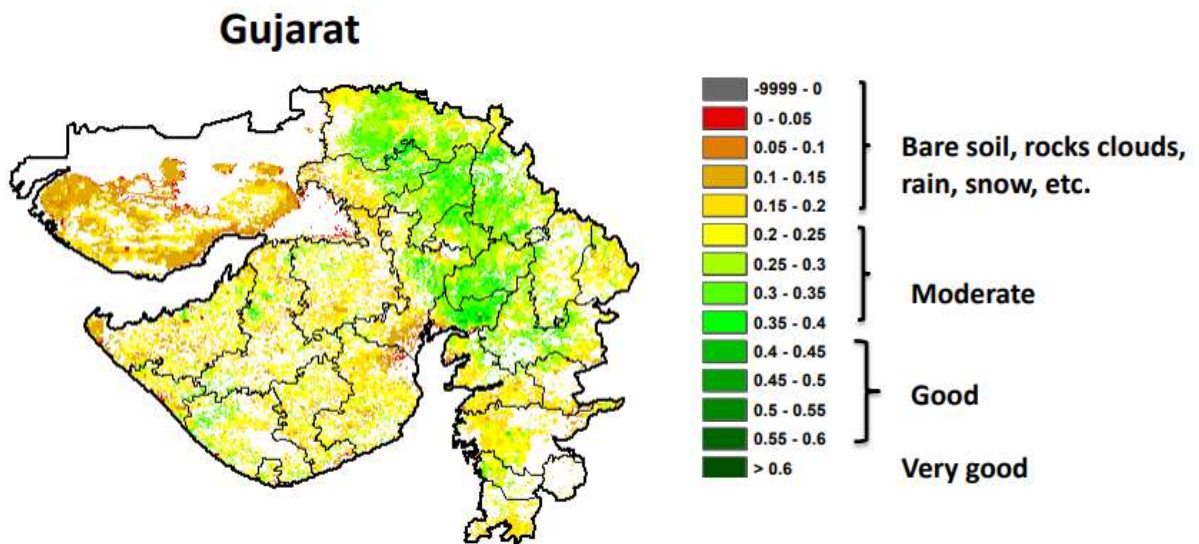 Gujarat
-9999 - 0
0 - 0.05
0.05 - 0.1
0.1 - 0.15
0.15 - 0.2
0.2 - 0.25
0.25 - 0.3
0.3 - 0.35
0.35 - 0.4
0.4 - 0.45
0.45 - 0.5
0.5 - 0.55
0.55 - 0.6
> 0.6
Bare soil, rocks clouds,
rain, snow, etc.
Moderate
Good
Very good